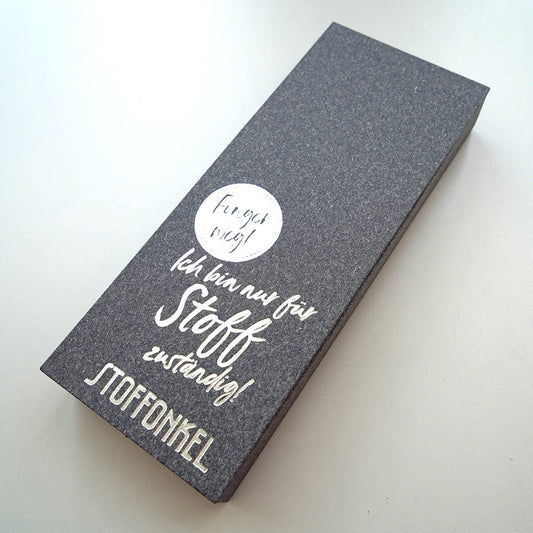 Finger
weg!
Ich bin nur für
Stoff
zuständig!
STOFFONKEL